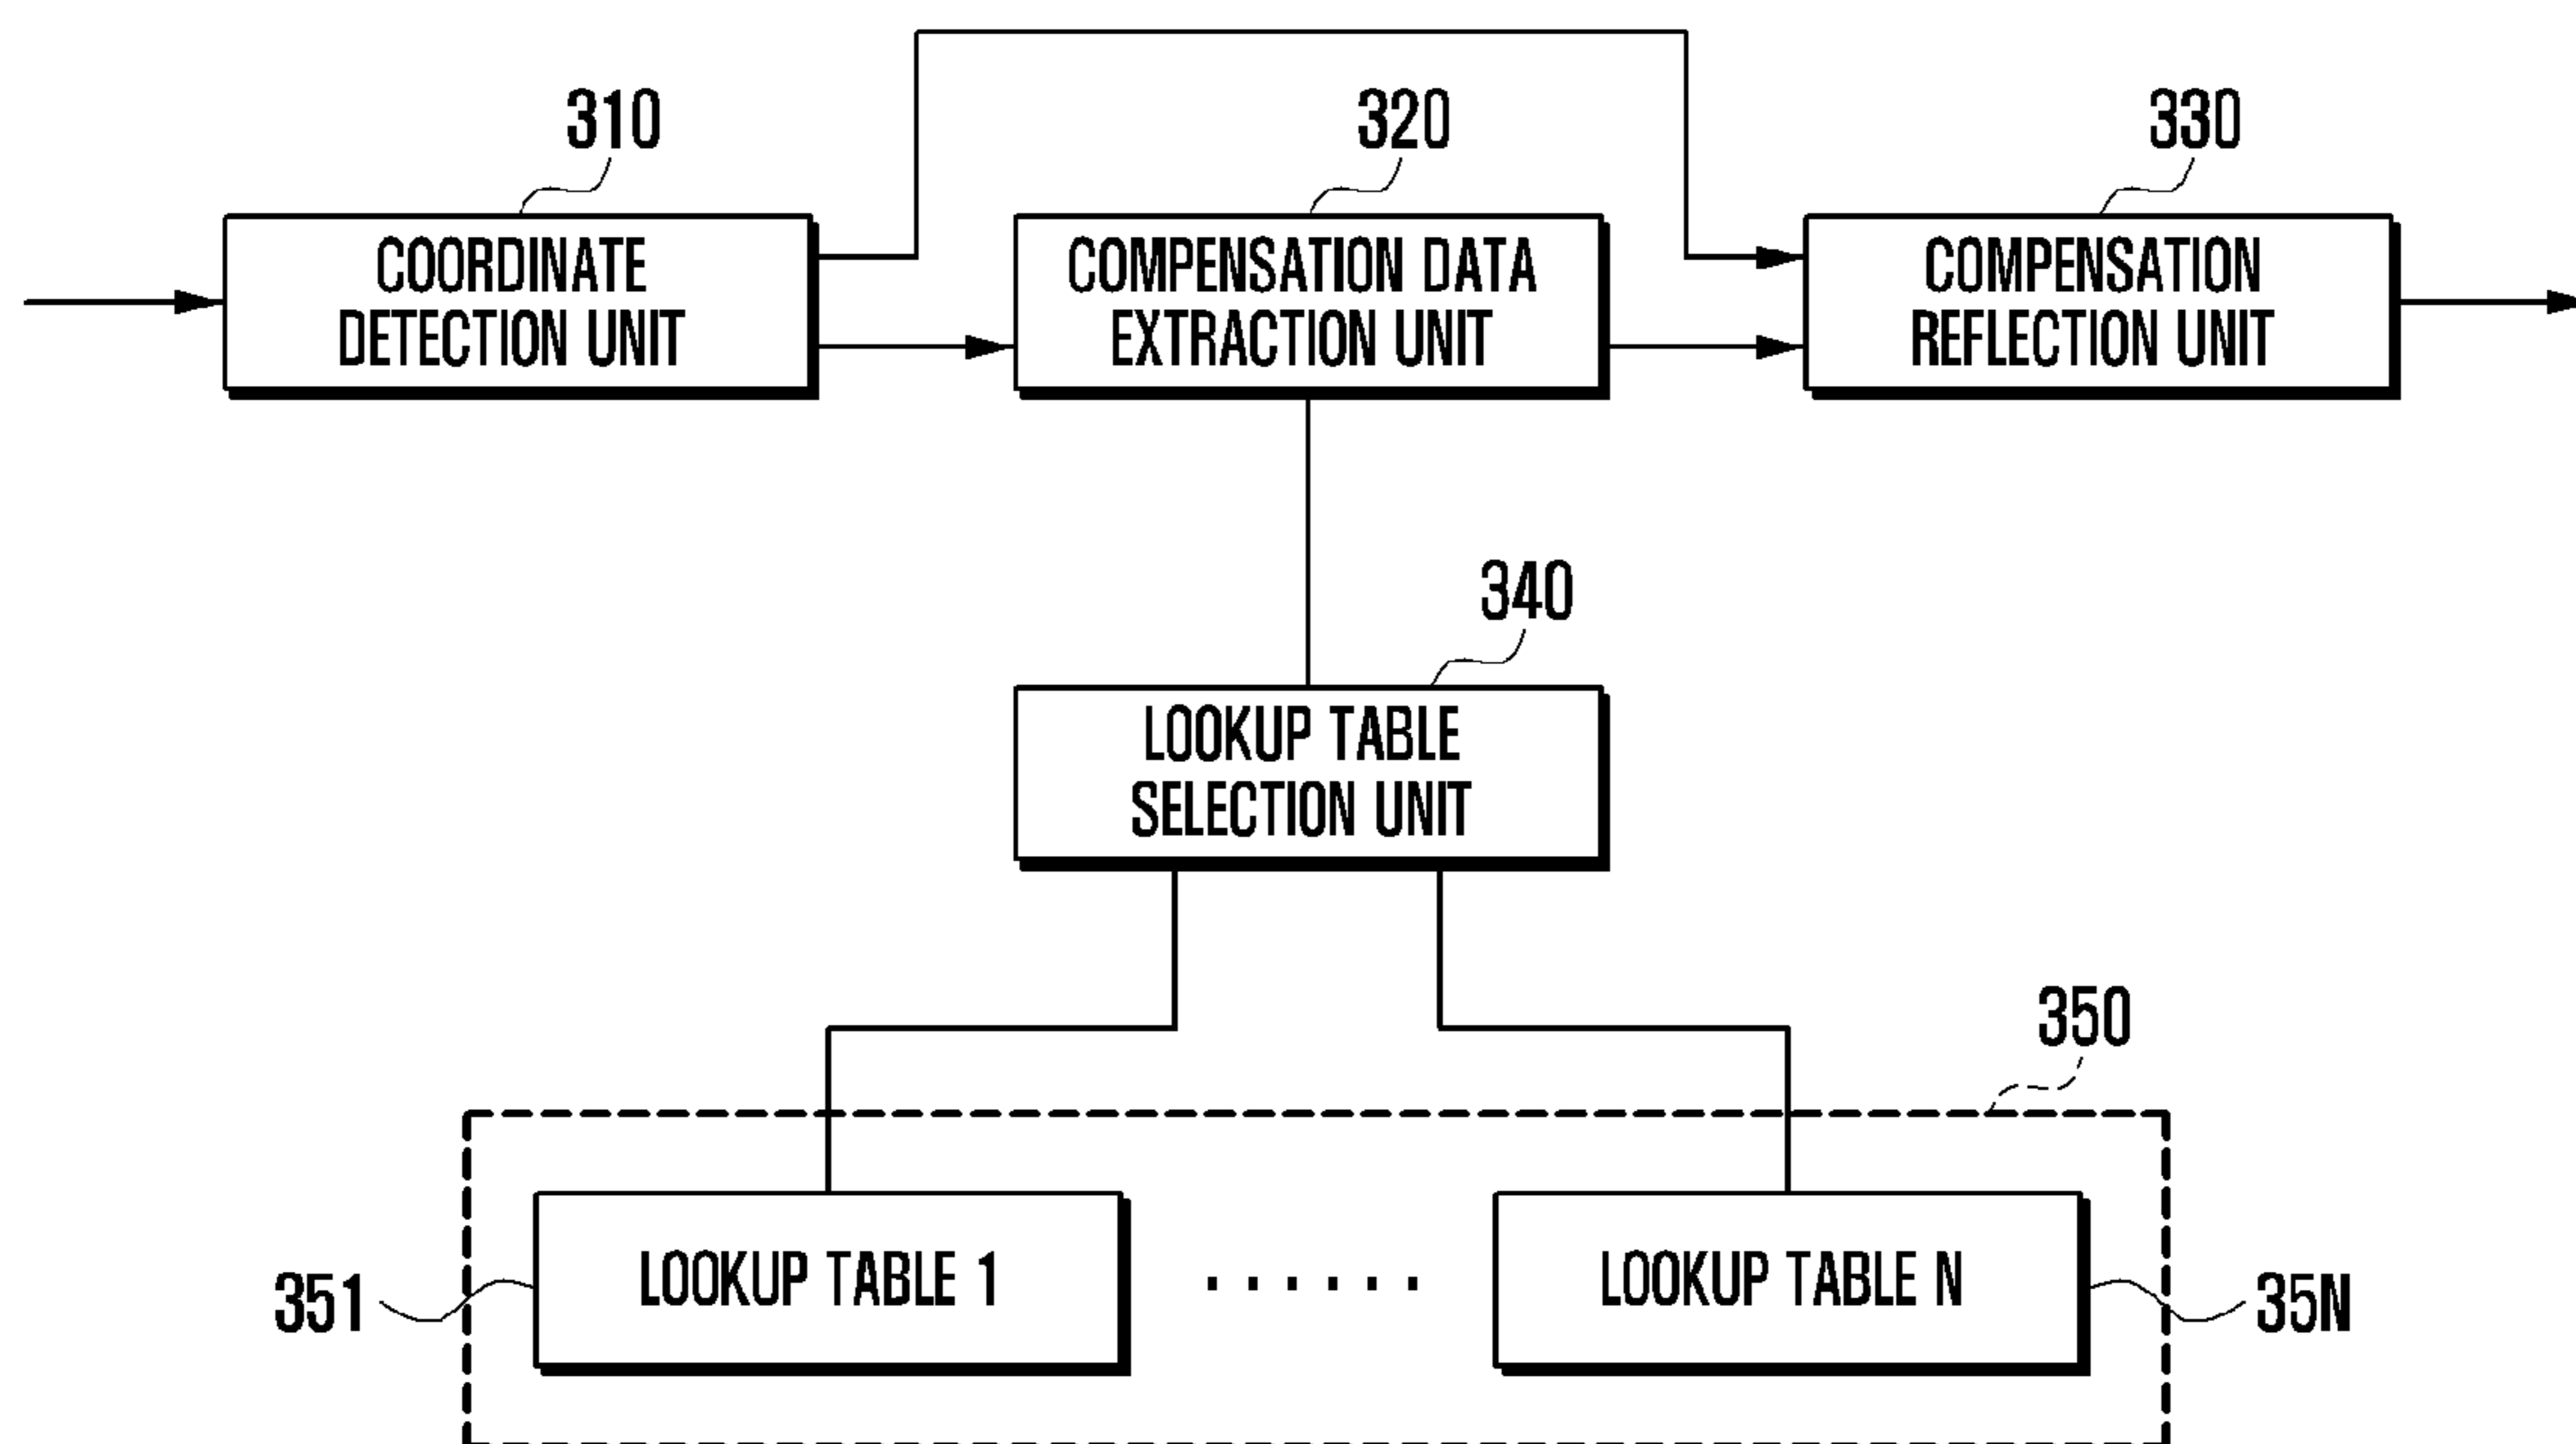 310
320
330
COORDINATE
DETECTION UNIT
COMPENSATION DATA
EXTRACTION UNIT
COMPENSATION
REFLECTION UNIT
340
LOOKUP TABLE
SELECTION UNIT
350
351
LOOKUP TABLE 1
......
LOOKUP TABLE N
35N